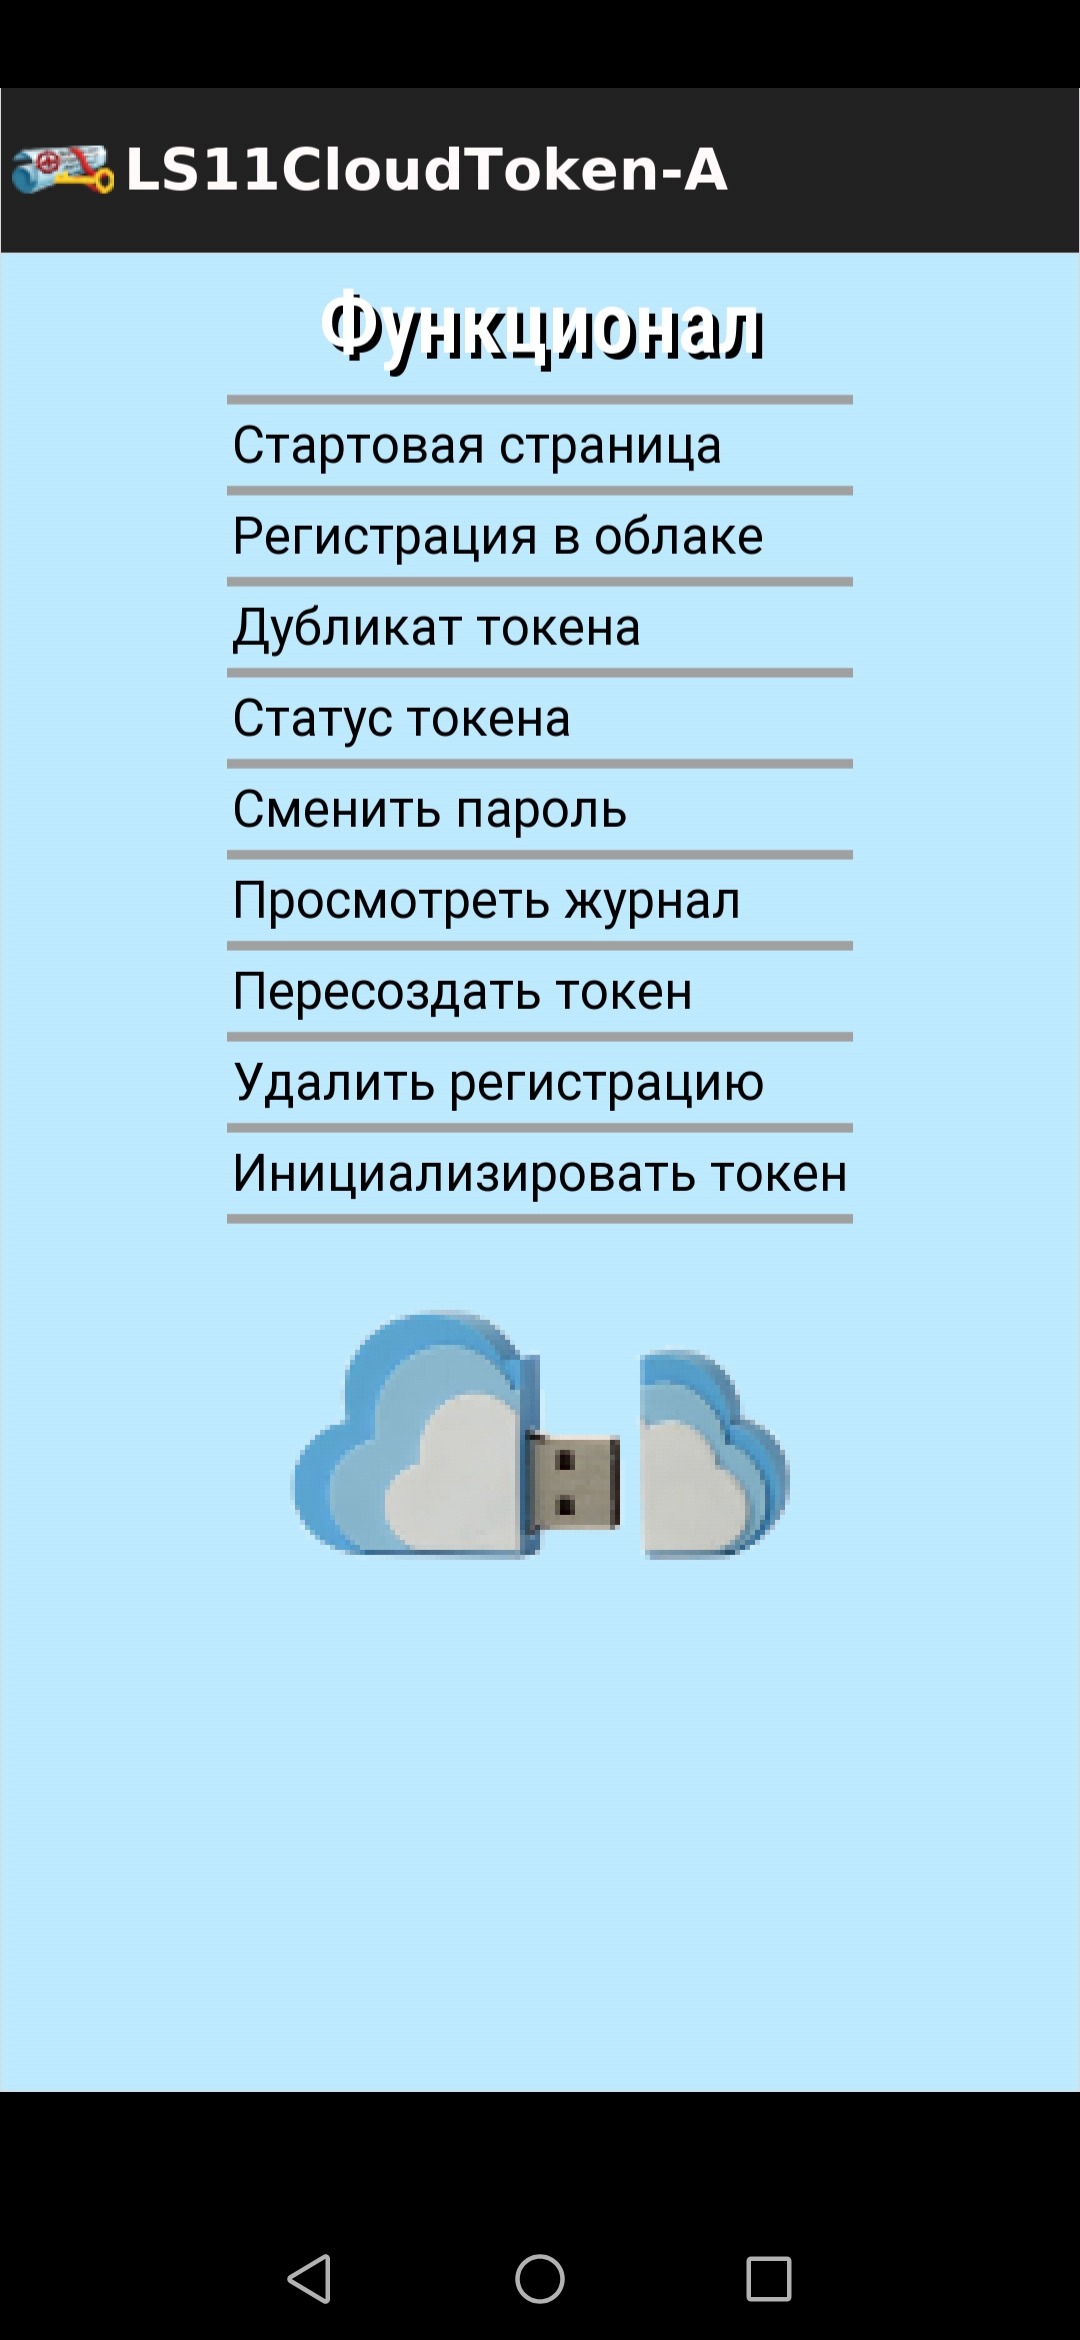 LS11CloudToken-A
Функционал
Стартовая страница
Регистрация в облаке
Дубликат токена
Статус токена
Сменить пароль
Просмотреть журнал
Пересоздать токен
Удалить регистрацию
Инициализировать токен